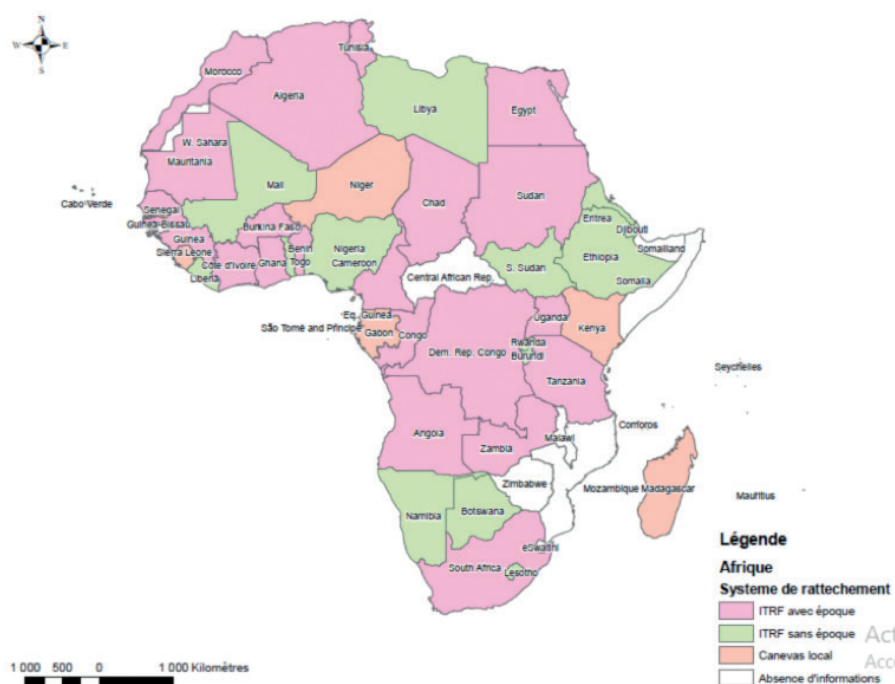 N
W E
S
Tunisia
Morocco
Algeria
Libya
Egypt
W. Sahara
Mauritania
Mali
Niger
Cabo Verde
Chad
Sudan
Senegal
Eritrea
Guinea-Bissau
Burkina Faso
Djibouti
Guinea
Benin
Nigeria
Somaliland
Sierra Leone
Côte d'Ivoire
Ghana
Togo
Cameroon
Ethiopia
Liberia
Central African Rep.
S. Sudan
Somalia
Eq. Guinea
Uganda
São Tomé and Principe
Gabon
Congo
Kenya
Rwanda
Dem. Rep. Congo
Burundi
Seychelles
Tanzania
Comoros
Angola
Malawi
Zambia
Zimbabwe
Mozambique
Madagascar
Mauritius
Namibia
Botswana
eSwatini
South Africa
Lesotho
Légende
Afrique
Systeme de rattechement
ITRF avec époque
ITRF sans époque
Act
Canevas local
Acc
Absence d'informations
1 000 500 0 1 000 Kilomètres